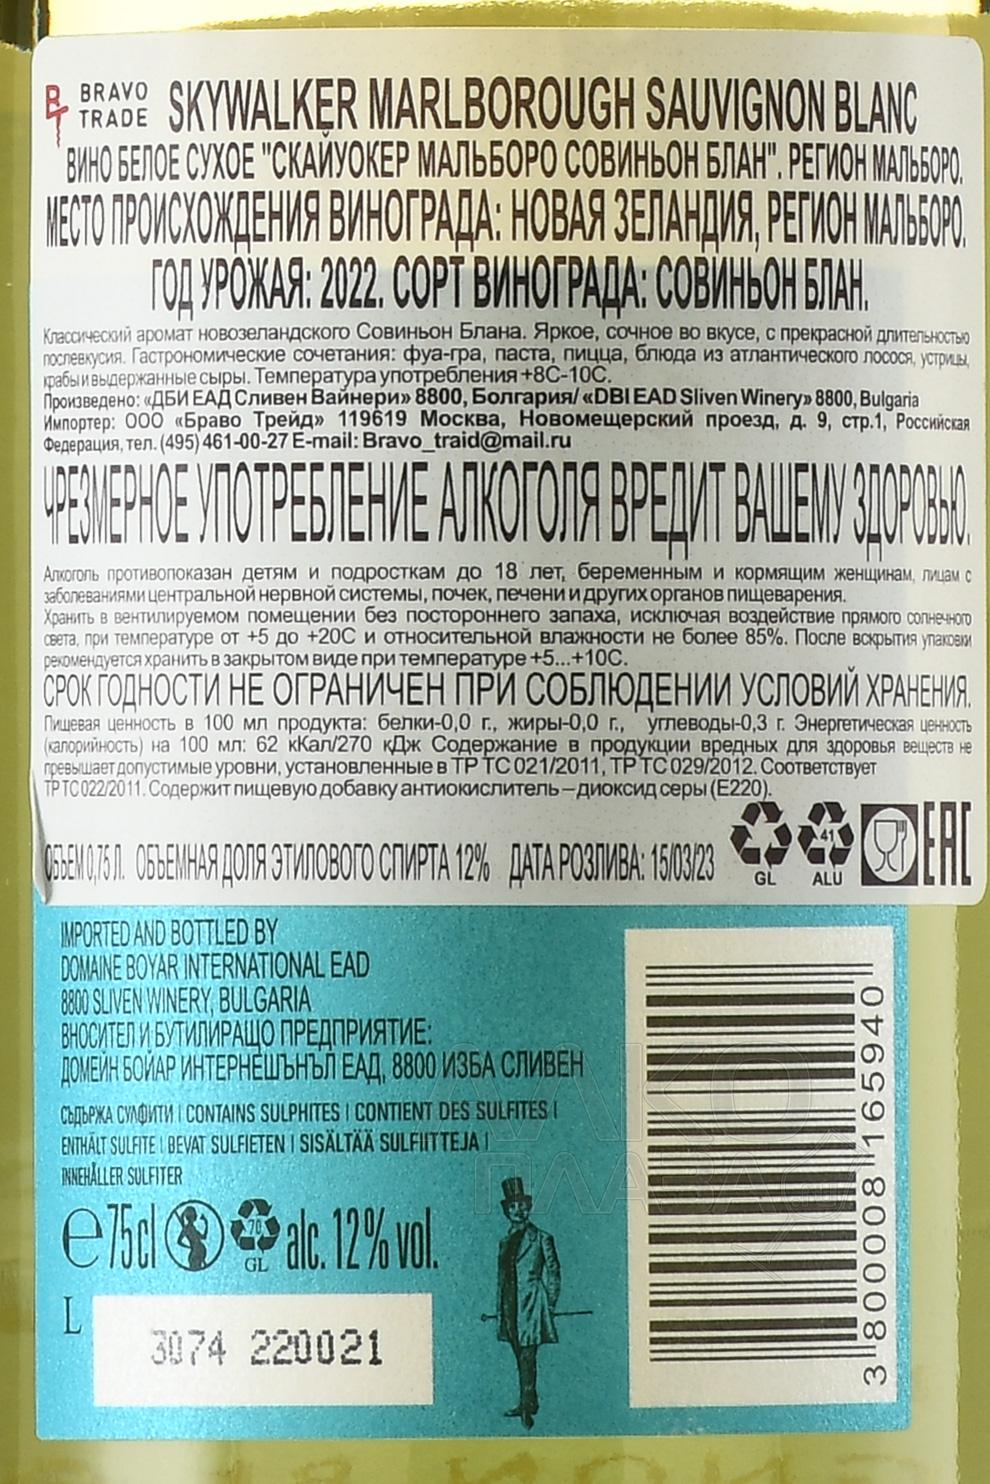 BRAVO TRADE SKYWALKER MARLBOROUGH SAUVIGNON BLANC
ВИНО БЕЛОЕ СУХОЕ "СКАЙУОКЕР МАЛЬБОРО СОВИНЬОН БЛАН". РЕГИОН МАЛЬБОРО.
МЕСТО ПРОИСХОЖДЕНИЯ ВИНОГРАДА: НОВАЯ ЗЕЛАНДИЯ, РЕГИОН МАЛЬБОРО.
ГОД УРОЖАЯ: 2022. СОРТ ВИНОГРАДА: СОВИНЬОН БЛАН.
Классический аромат новозеландского Совиньон Блана. Яркое, сочное во вкусе, с прекрасной длительностью
послевкусия. Гастрономические сочетания: фуа-гра, паста, пицца, блюда из атлантического лосося, устрицы,
крабы и выдержанные сыры. Температура употребления +8С-10С.
Произведено: «ДБИ ЕАД Сливен Вайнери» 8800, Болгария/ «DBI EAD Sliven Winery» 8800, Bulgaria
Импортер: ООО «Браво Трейд» 119619 Москва, Новомещерский проезд, д. 9, стр.1, Российская
Федерация, тел. (495) 461-00-27 E-mail: Bravo_traid@mail.ru
ЧРЕЗМЕРНОЕ УПОТРЕБЛЕНИЕ АЛКОГОЛЯ ВРЕДИТ ВАШЕМУ ЗДОРОВЬЮ.
Алкоголь противопоказан детям и подросткам до 18 лет, беременным и кормящим женщинам, лицам с
заболеваниями центральной нервной системы, почек, печени и других органов пищеварения.
Хранить в вентилируемом помещении без постороннего запаха, исключая воздействие прямого солнечного
света, при температуре от +5 до +20С и относительной влажности не более 85%. После вскрытия упаковки
рекомендуется хранить в закрытом виде при температуре +5...+10С.
СРОК ГОДНОСТИ НЕ ОГРАНИЧЕН ПРИ СОБЛЮДЕНИИ УСЛОВИЙ ХРАНЕНИЯ.
Пищевая ценность в 100 мл продукта: белки-0,0 г., жиры-0,0 г., углеводы-0,3 г. Энергетическая ценность
(калорийность) на 100 мл: 62 кКал/270 кДж Содержание в продукции вредных для здоровья веществ не
превышает допустимые уровни, установленные в ТР ТС 021/2011, ТР ТС 029/2012. Соответствует
ТР ТС 022/2011. Содержит пищевую добавку антиокислитель – диоксид серы (Е220).
ОБЪЕМ 0,75 Л. ОБЪЕМНАЯ ДОЛЯ ЭТИЛОВОГО СПИРТА 12% ДАТА РОЗЛИВА: 15/03/23 GL 41 ALU EAC
IMPORTED AND BOTTLED BY
DOMAINE BOYAR INTERNATIONAL EAD
8800 SLIVEN WINERY, BULGARIA
ВНОСИТЕЛ И БУТИЛИРАЩО ПРЕДПРИЯТИЕ:
ДОМЕЙН БОЙАР ИНТЕРНЕШЪНЪЛ ЕАД, 8800 ИЗБА СЛИВЕН
СЪДЪРЖА СУЛФИТИ | CONTAINS SULPHITES | CONTIENT DES SULFITES |
ENTHÄLT SULFITE | BEVAT SULFIETEN | SISÄLTÄÄ SULFIITTEJA |
INNEHÅLLER SULFITER
℮75cl 70 GL alc. 12% vol.
L 3074 220021
3 800008 165940
АЛКО
ПЛАЗА